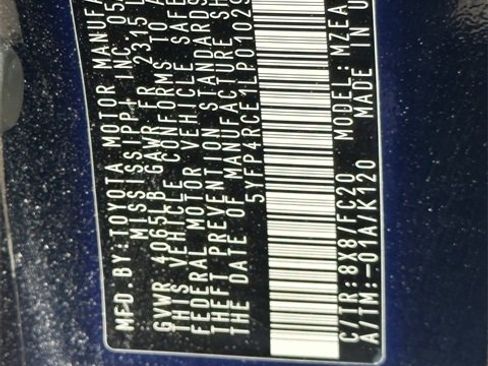 MFD. BY: TOYOTA MOTOR MANUFA
MISSISSIPPI INC. 05
GVWR 4065LB GAWR FR 2315
THIS VEHICLE CONFORMS TO A
FEDERAL MOTOR VEHICLE SAFE
THEFT PREVENTION STANDARDS
THE DATE OF MANUFACTURE SH
5YFP4RCE1LP01029
C/TR: 8X8/FC20 MODEL: MZEA
A/TM:-01A/K120 MADE IN U